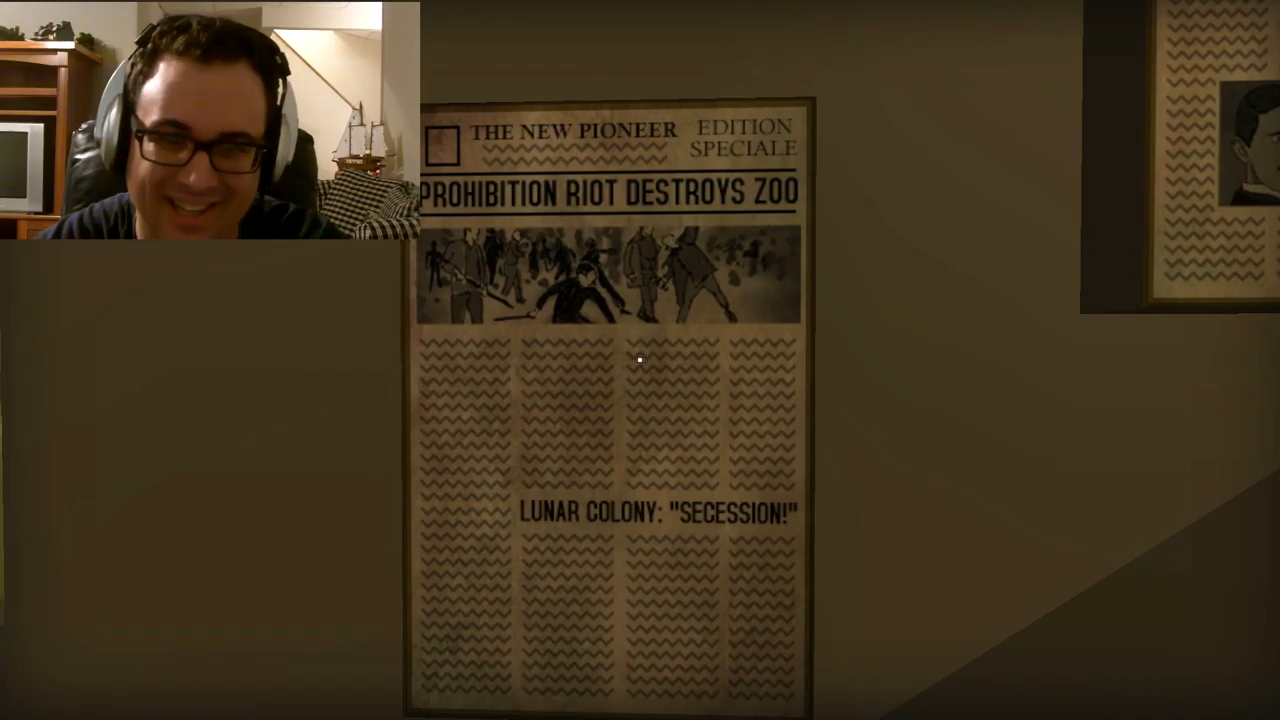 THE NEW PIONEER
EDITION
SPECIALE
PROHIBITION RIOT DESTROYS ZOO
LUNAR COLONY: "SECESSION!"